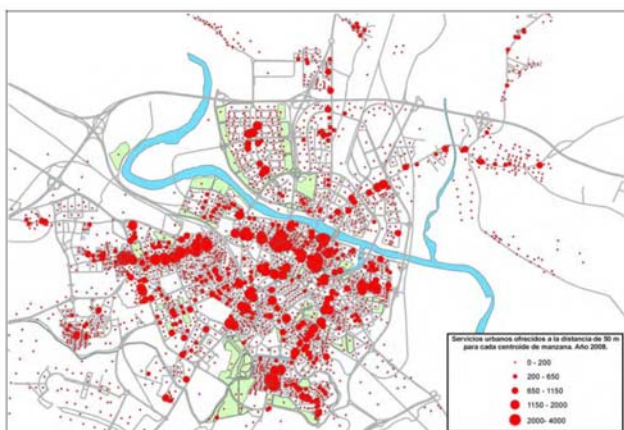 Servicios urbanos ofrecidos a la distancia de 50 m
para cada centroide de manzana. Año 2008.
0 - 200
200 - 650
650 - 1150
1150 - 2000
2000- 4000